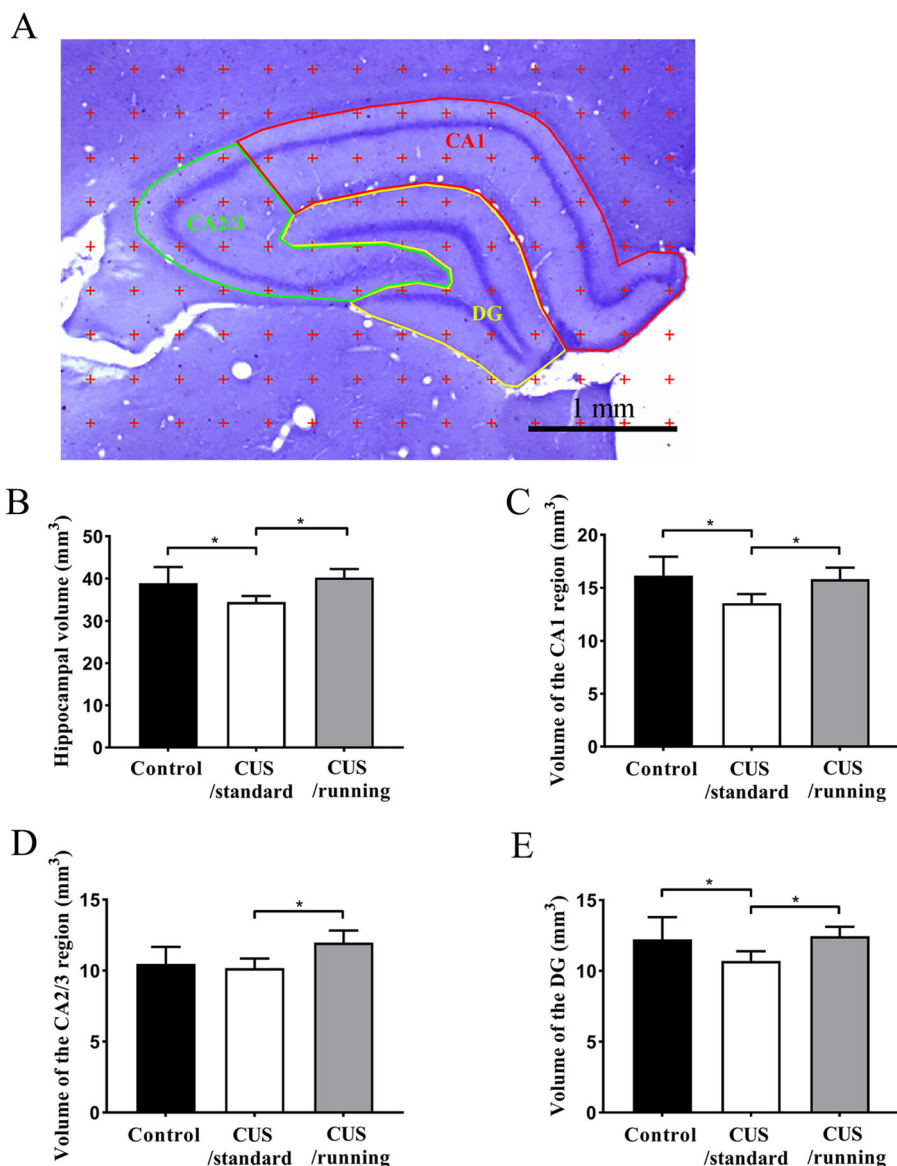 A
CA1
CA2/3
DG
1 mm
B
Hippocampal volume (mm³)
50
40
30
20
10
0
*
*
Control
CUS
/standard
CUS
/running
C
Volume of the CA1 region (mm³)
20
15
10
5
0
*
*
Control
CUS
/standard
CUS
/running
D
Volume of the CA2/3 region (mm³)
15
10
5
0
*
Control
CUS
/standard
CUS
/running
E
Volume of the DG (mm³)
15
10
5
0
*
*
Control
CUS
/standard
CUS
/running